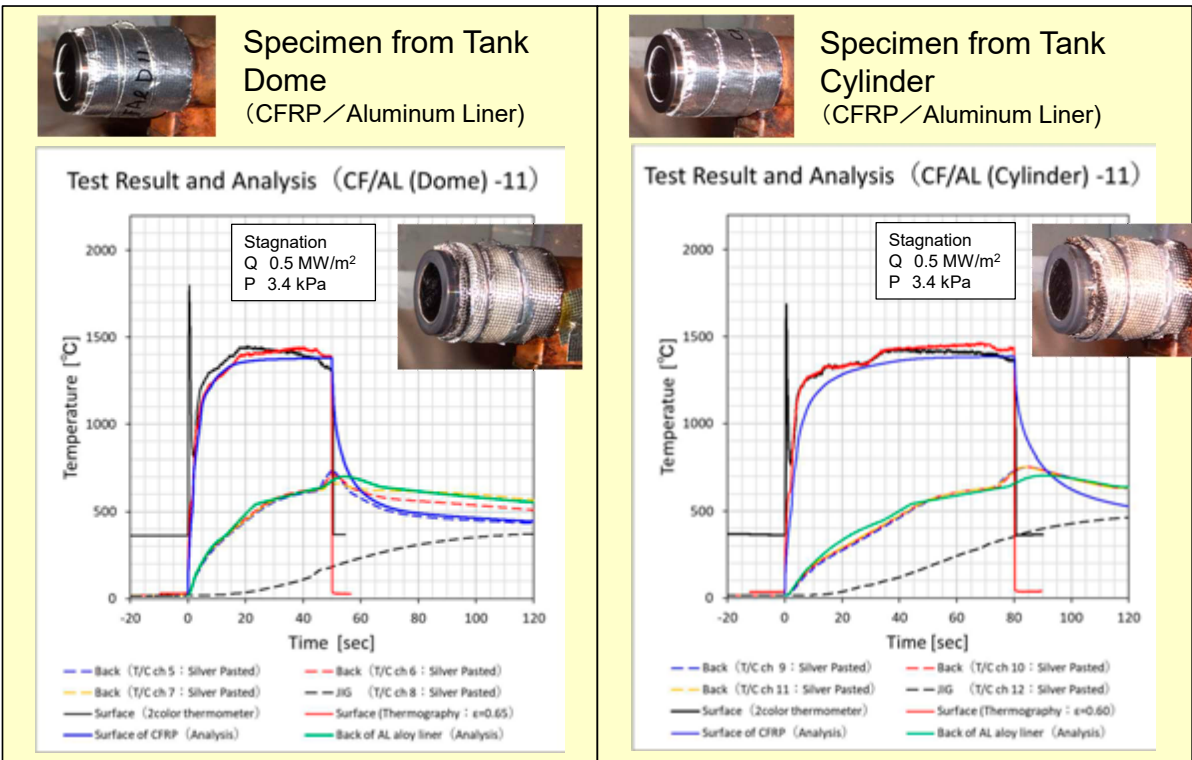 Specimen from Tank
Dome
(CFRP／Aluminum Liner)
Test Result and Analysis （CF/AL (Dome) -11）
Stagnation
Q 0.5 MW/m²
P 3.4 kPa
Temperature [℃]
2000
1500
1000
500
0
-20 0 20 40 60 80 100 120
Time [sec]
Back （T/C ch 5：Silver Pasted）
Back （T/C ch 6：Silver Pasted）
Back （T/C ch 7：Silver Pasted）
JIG （T/C ch 8：Silver Pasted）
Surface （2color thermometer）
Surface (Thermography：ε=0.65)
Surface of CFRP （Analysis）
Back of AL aloy liner （Analysis）
Specimen from Tank
Cylinder
(CFRP／Aluminum Liner)
Test Result and Analysis （CF/AL (Cylinder) -11）
Stagnation
Q 0.5 MW/m²
P 3.4 kPa
Temperatue [℃]
2000
1500
1000
500
0
-20 0 20 40 60 80 100 120
Time [sec]
Back （T/C ch 9：Silver Pasted）
Back （T/C ch 10：Silver Pasted）
Back （T/C ch 11：Silver Pasted）
JIG （T/C ch 12：Silver Pasted）
Surface （2color thermometer）
Surface (Thermography：ε=0.60)
Surface of CFRP （Analysis）
Back of AL aloy liner （Analysis）